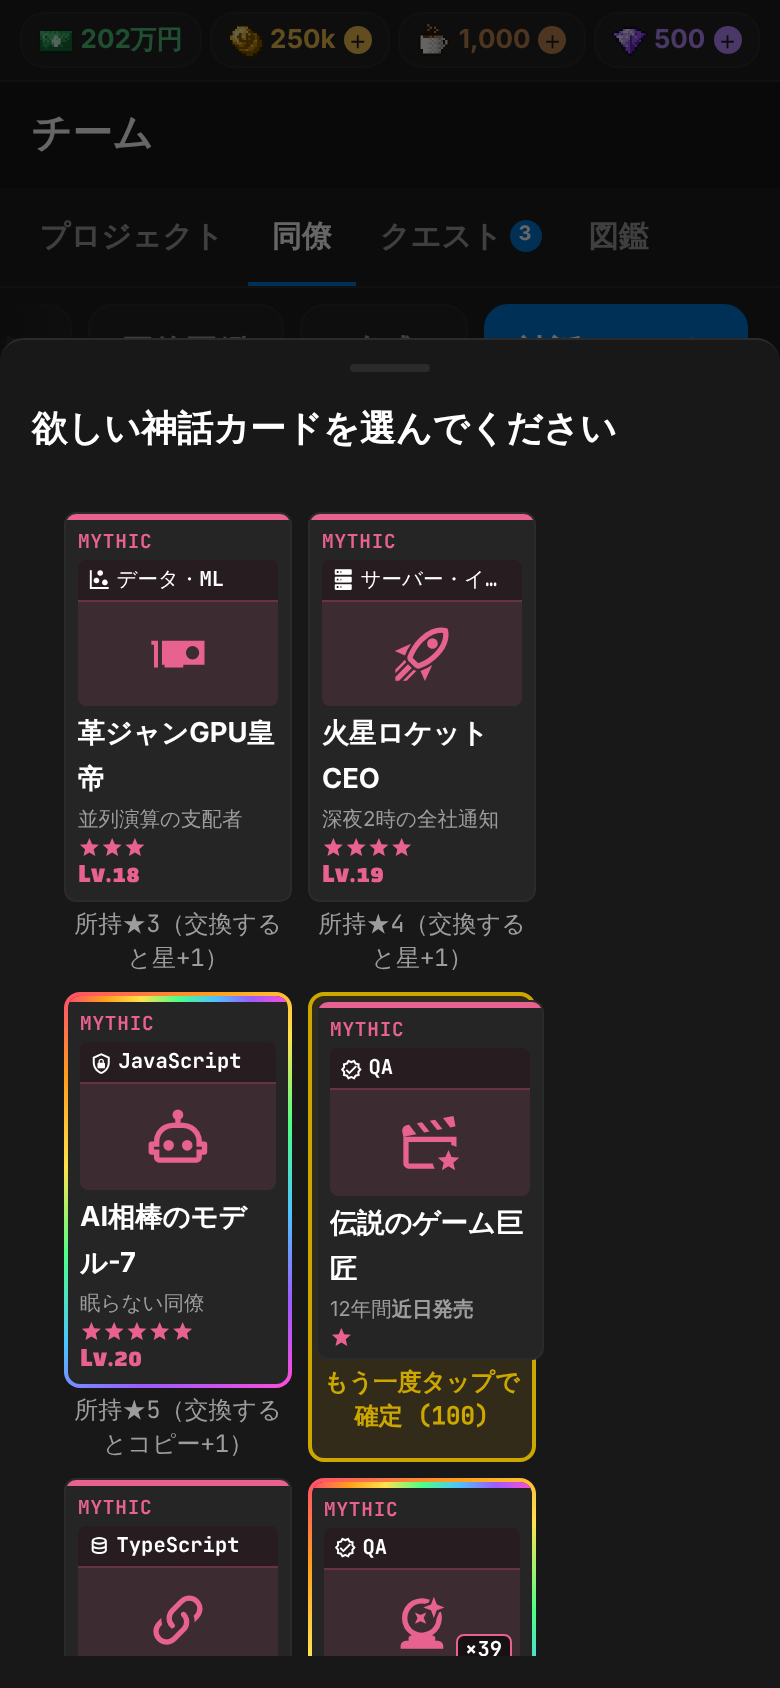 202万円 250k + 1,000 + 500 +
チーム
プロジェクト 同僚 クエスト 3 図鑑
欲しい神話カードを選んでください
MYTHIC
データ・ML
革ジャンGPU皇
帝
並列演算の支配者
★★★
Lv.18
所持★3（交換する
と星+1）
MYTHIC
サーバー・イ…
火星ロケット
CEO
深夜2時の全社通知
★★★★
Lv.19
所持★4（交換する
と星+1）
MYTHIC
JavaScript
AI相棒のモデ
ル-7
眠らない同僚
★★★★★
Lv.20
所持★5（交換する
とコピー+1）
MYTHIC
QA
伝説のゲーム巨
匠
12年間近日発売
★
もう一度タップで
確定 (100)
MYTHIC
TypeScript
MYTHIC
QA
×39